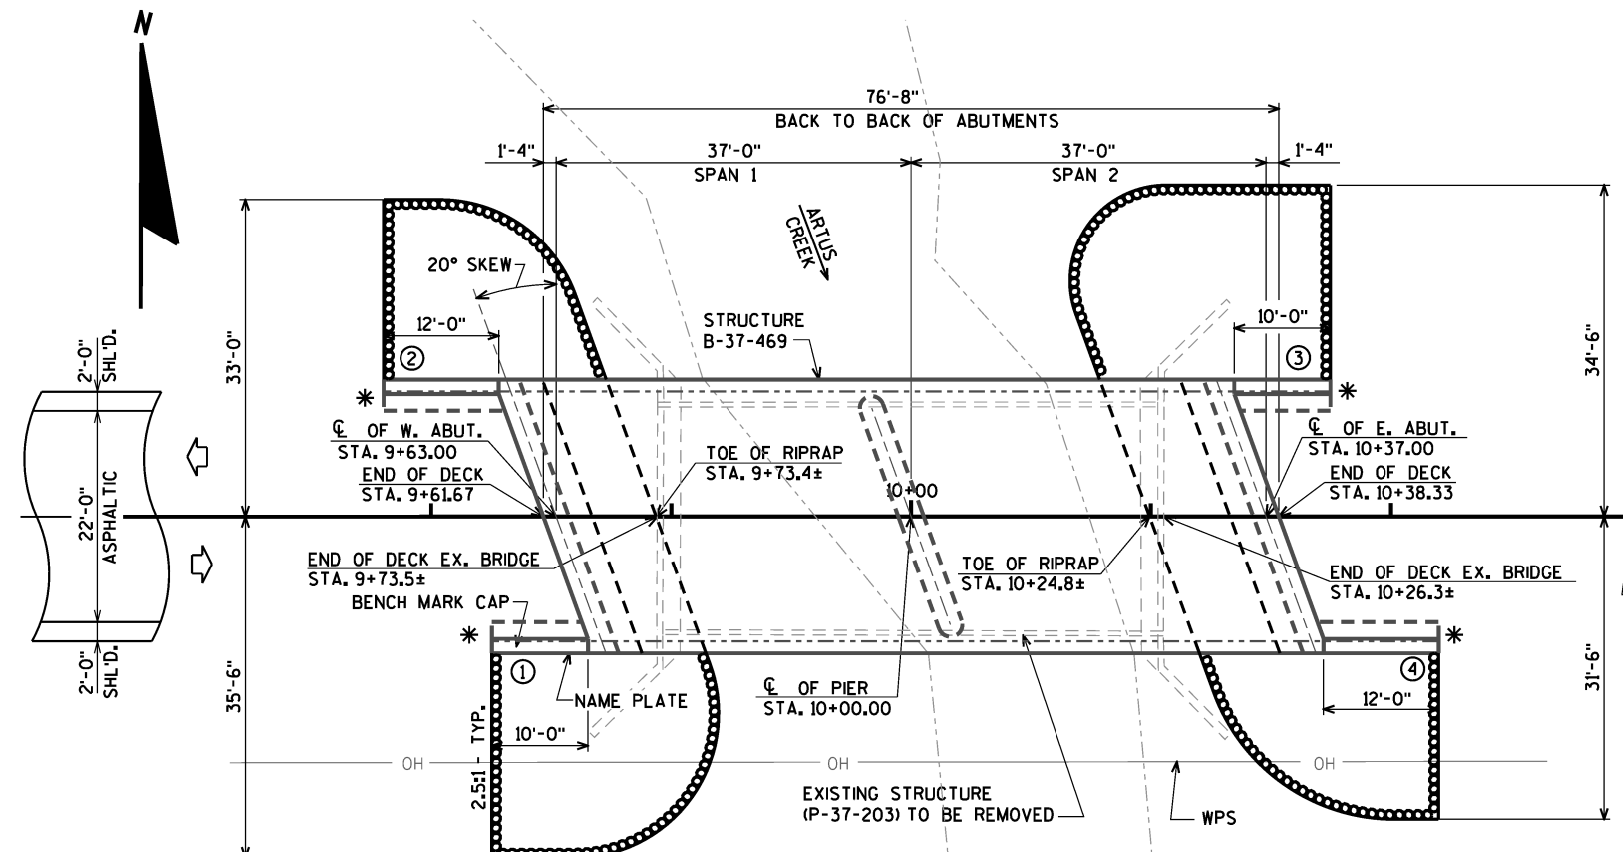 N
76'-8"
BACK TO BACK OF ABUTMENTS
1'-4"
37'-0"
SPAN 1
37'-0"
SPAN 2
1'-4"
ARTUS
CREEK
20° SKEW
33'-0"
34'-6"
12'-0"
2
STRUCTURE
B-37-469
10'-0"
3
2'-0"
SHL'D.
*
*
℄ OF W. ABUT.
STA. 9+63.00
END OF DECK
STA. 9+61.67
TOE OF RIPRAP
STA. 9+73.4±
10+00
℄ OF E. ABUT.
STA. 10+37.00
END OF DECK
STA. 10+38.33
22'-0"
ASPHALTIC
END OF DECK EX. BRIDGE
STA. 9+73.5±
BENCH MARK CAP
TOE OF RIPRAP
STA. 10+24.8±
END OF DECK EX. BRIDGE
STA. 10+26.3±
*
*
2'-0"
SHL'D.
35'-6"
1
NAME PLATE
℄ OF PIER
STA. 10+00.00
4
12'-0"
31'-6"
2.5:1 - TYP.
10'-0"
OH
OH
OH
EXISTING STRUCTURE
(P-37-203) TO BE REMOVED
WPS